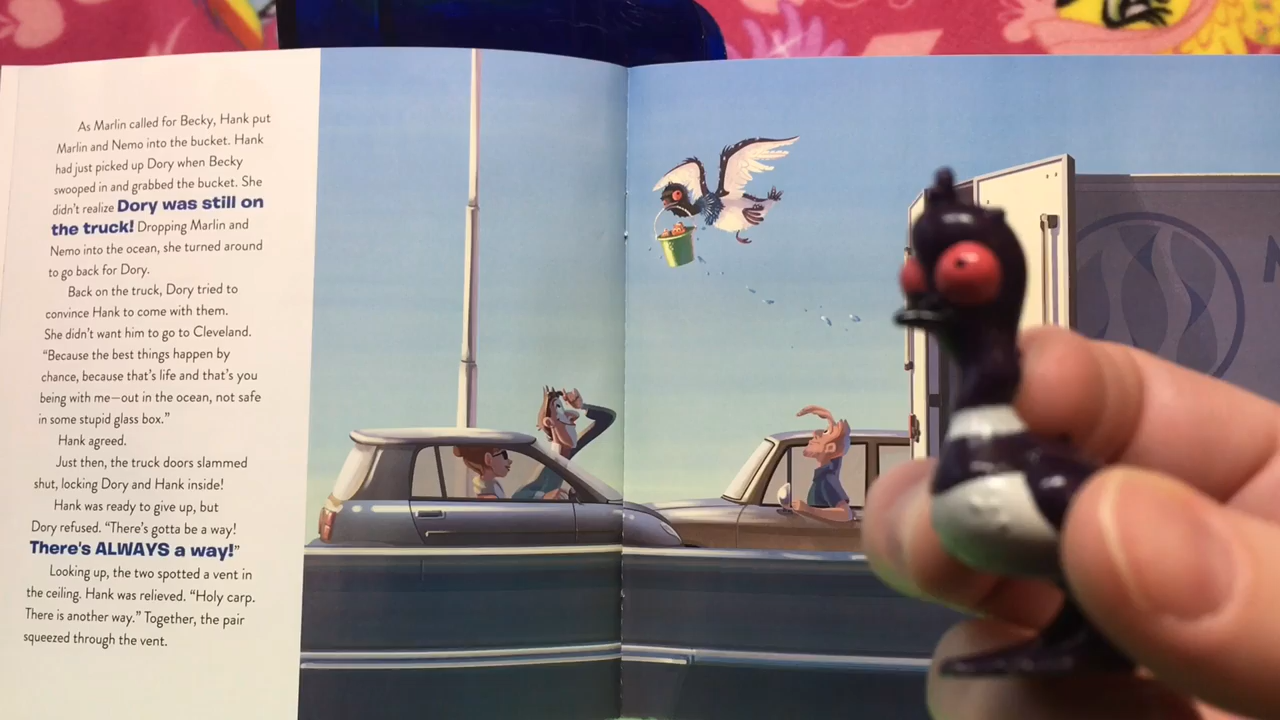 As Marlin called for Becky, Hank put
Marlin and Nemo into the bucket. Hank
had just picked up Dory when Becky
swooped in and grabbed the bucket. She
didn't realize Dory was still on
the truck! Dropping Marlin and
Nemo into the ocean, she turned around
to go back for Dory.
Back on the truck, Dory tried to
convince Hank to come with them.
She didn't want him to go to Cleveland.
"Because the best things happen by
chance, because that's life and that's you
being with me—out in the ocean, not safe
in some stupid glass box."
Hank agreed.
Just then, the truck doors slammed
shut, locking Dory and Hank inside!
Hank was ready to give up, but
Dory refused. "There's gotta be a way!
There's ALWAYS a way!"
Looking up, the two spotted a vent in
the ceiling. Hank was relieved. "Holy carp.
There is another way." Together, the pair
squeezed through the vent.